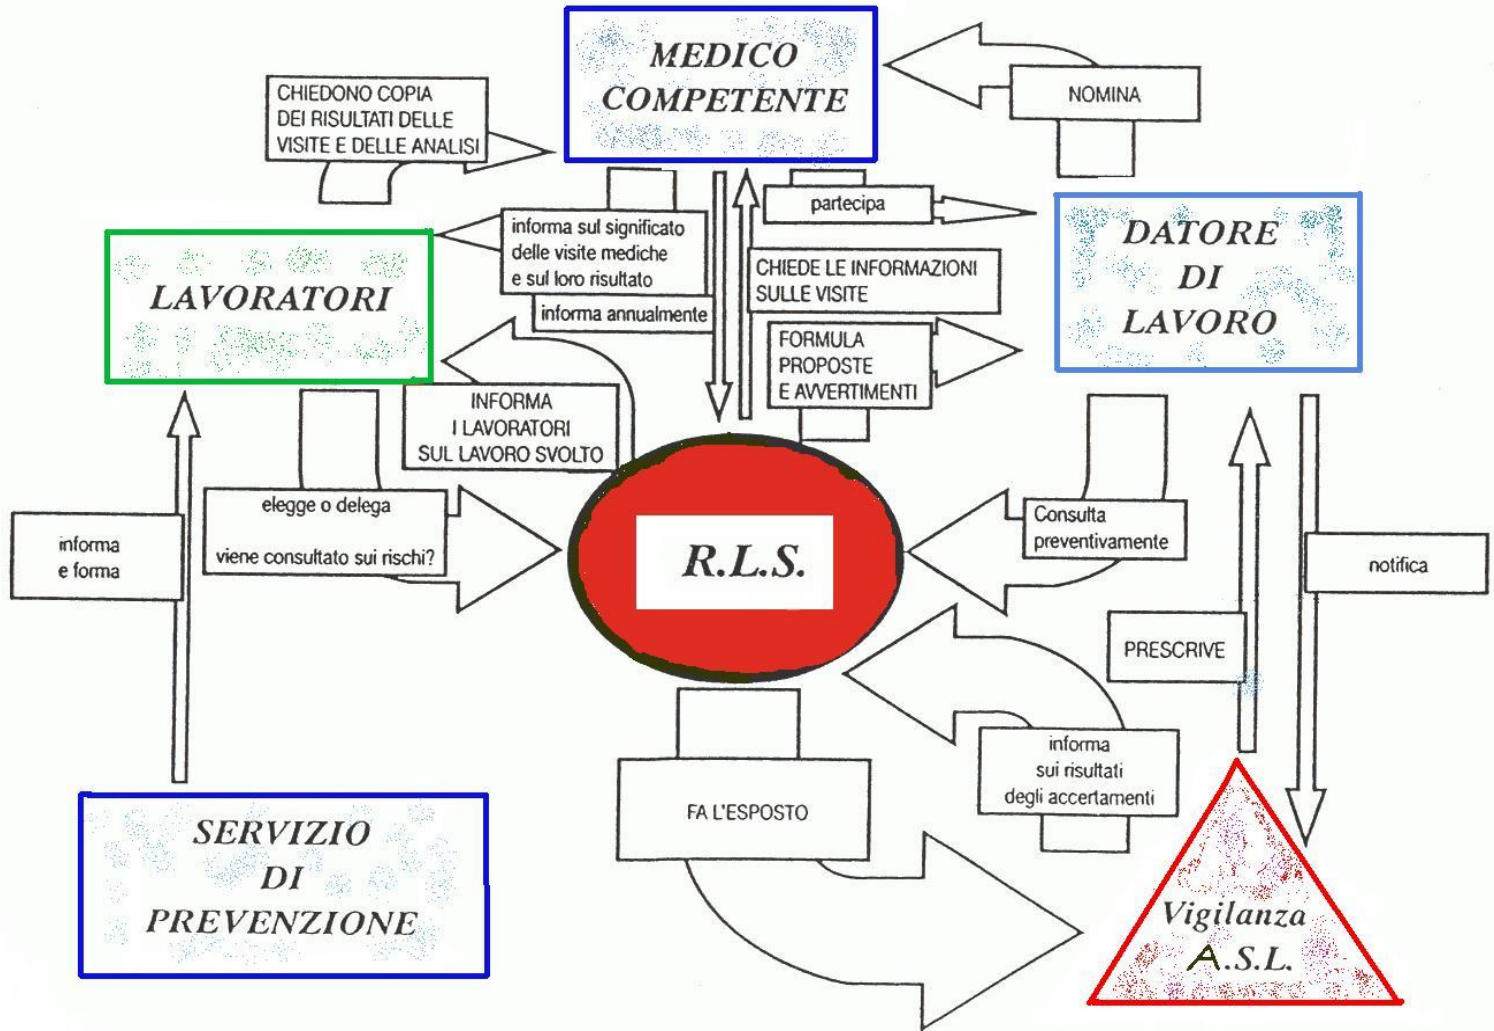 MEDICO
COMPETENTE
NOMINA
CHIEDONO COPIA
DEI RISULTATI DELLE
VISITE E DELLE ANALISI
partecipa
informa sul significato
delle visite mediche
e sul loro risultato
informa annualmente
CHIEDE LE INFORMAZIONI
SULLE VISITE
DATORE
DI
LAVORO
LAVORATORI
FORMULA
PROPOSTE
E AVVERTIMENTI
INFORMA
I LAVORATORI
SUL LAVORO SVOLTO
elegge o delega
viene consultato sui rischi?
informa
e forma
R.L.S.
Consulta
preventivamente
notifica
PRESCRIVE
informa
sui risultati
degli accertamenti
FA L'ESPOSTO
SERVIZIO
DI
PREVENZIONE
Vigilanza
A.S.L.